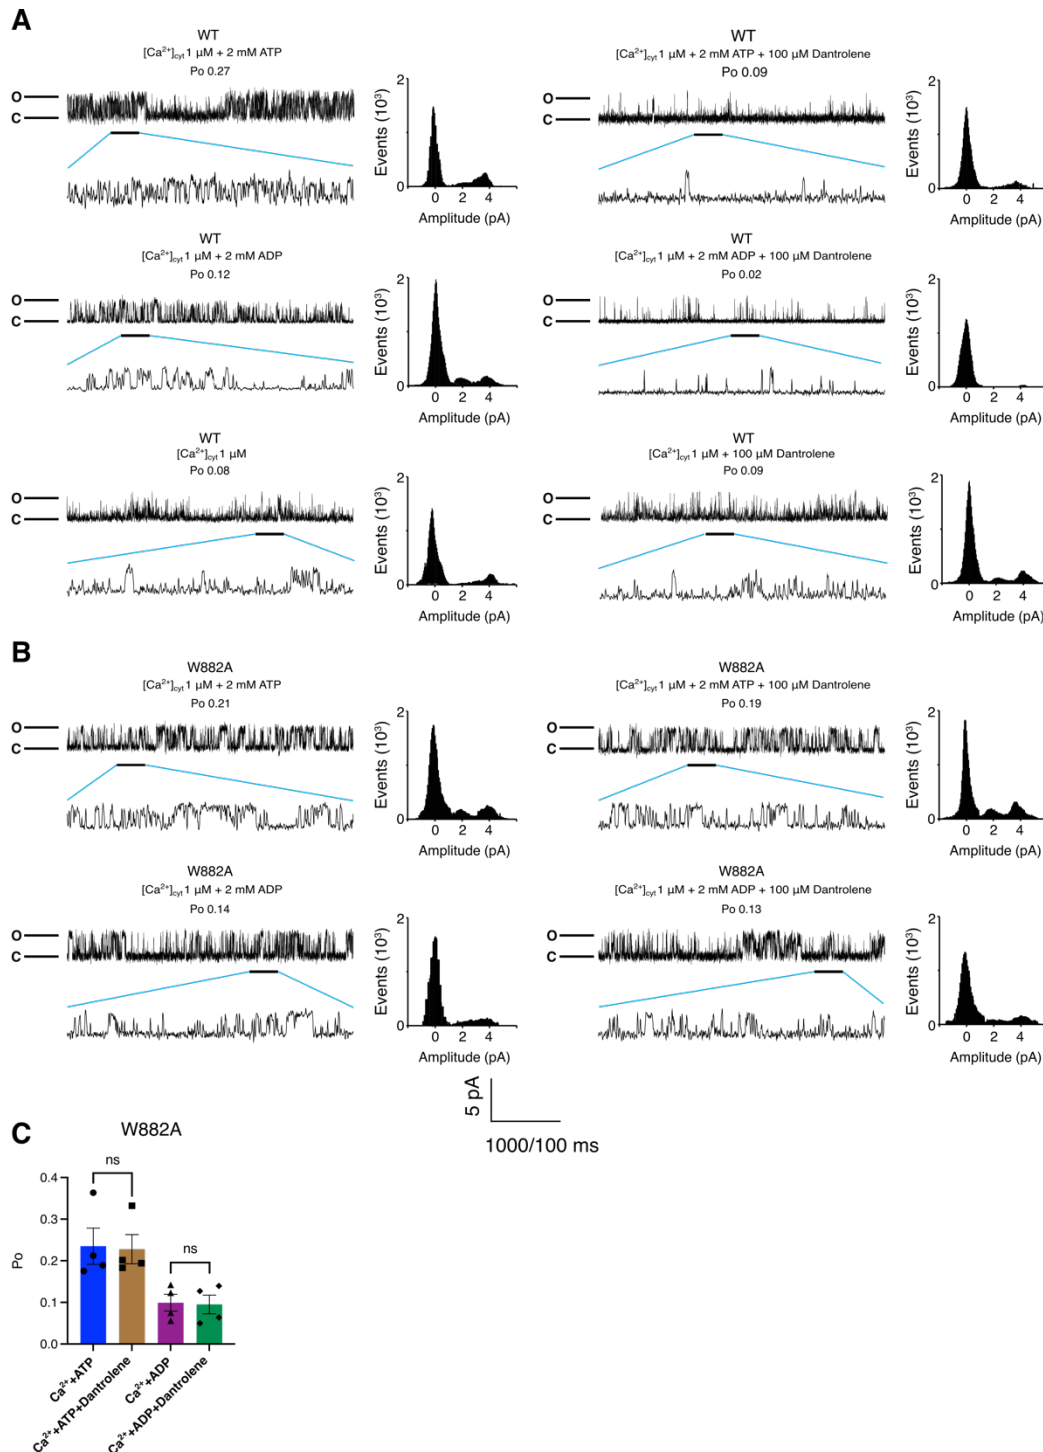 A
WT
[Ca²⁺]cyt 1 µM + 2 mM ATP
Po 0.27
O
C
Events (10³)
2
1
0
0 2 4
Amplitude (pA)
WT
[Ca²⁺]cyt 1 µM + 2 mM ATP + 100 µM Dantrolene
Po 0.09
O
C
Events (10³)
2
1
0
0 2 4
Amplitude (pA)
WT
[Ca²⁺]cyt 1 µM + 2 mM ADP
Po 0.12
O
C
Events (10³)
2
1
0
0 2 4
Amplitude (pA)
WT
[Ca²⁺]cyt 1 µM + 2 mM ADP + 100 µM Dantrolene
Po 0.02
O
C
Events (10³)
2
1
0
0 2 4
Amplitude (pA)
WT
[Ca²⁺]cyt 1 µM
Po 0.08
O
C
Events (10³)
2
1
0
0 2 4
Amplitude (pA)
WT
[Ca²⁺]cyt 1 µM + 100 µM Dantrolene
Po 0.09
O
C
Events (10³)
2
1
0
0 2 4
Amplitude (pA)
B
W882A
[Ca²⁺]cyt 1 µM + 2 mM ATP
Po 0.21
O
C
Events (10³)
2
1
0
0 2 4
Amplitude (pA)
W882A
[Ca²⁺]cyt 1 µM + 2 mM ATP + 100 µM Dantrolene
Po 0.19
O
C
Events (10³)
2
1
0
0 2 4
Amplitude (pA)
W882A
[Ca²⁺]cyt 1 µM + 2 mM ADP
Po 0.14
O
C
Events (10³)
2
1
0
0 2 4
Amplitude (pA)
W882A
[Ca²⁺]cyt 1 µM + 2 mM ADP + 100 µM Dantrolene
Po 0.13
O
C
Events (10³)
2
1
0
0 2 4
Amplitude (pA)
5 pA
1000/100 ms
C
W882A
ns
ns
Po
0.4
0.3
0.2
0.1
0.0
Ca²⁺+ATP
Ca²⁺+ATP+Dantrolene
Ca²⁺+ADP
Ca²⁺+ADP+Dantrolene